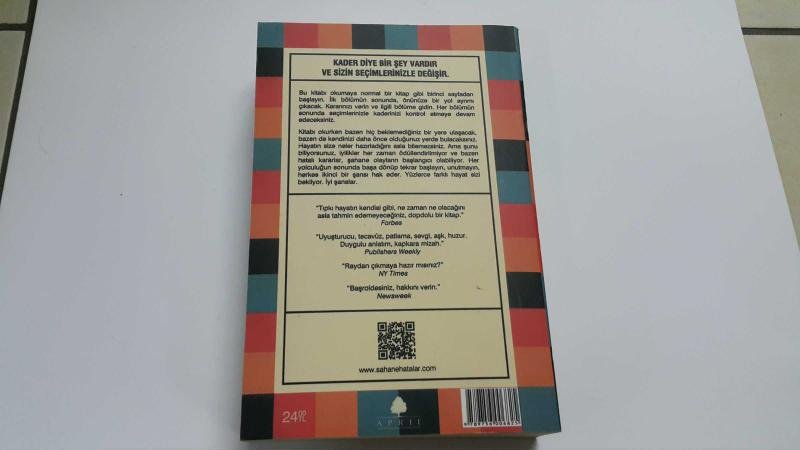 KADER DİYE BİR ŞEY VARDIR
VE SİZİN SEÇİMLERİNİZLE DEĞİŞİR.
Bu kitabı okumaya normal bir kitap gibi birinci sayfadan
başlayın. İlk bölümün sonunda, önünüze bir yol ayrımı
çıkacak. Kararınızı verin ve ilgili bölüme gidin. Her bölümün
sonunda seçimlerinizle kaderinizi kontrol etmeye devam
edeceksiniz.
Kitabı okurken bazen hiç beklemediğiniz bir yere ulaşacak,
bazen de kendinizi daha önce olduğunuz yerde bulacaksınız.
Hayatın size neler hazırladığını asla bilemezsiniz. Ama şunu
biliyorsunuz, iyilikler her zaman ödüllendirilmiyor ve bazen
hatalı kararlar, şahane olayların başlangıcı olabiliyor. Her
yolculuğun sonunda başa dönüp tekrar başlayın, unutmayın,
herkes ikinci bir şansı hak eder. Yüzlerce farklı hayat sizi
bekliyor. İyi şanslar.
"Tıpkı hayatın kendisi gibi, ne zaman ne olacağını
asla tahmin edemeyeceğiniz, dopdolu bir kitap."
Forbes
"Uyuşturucu, tecavüz, patlama, sevgi, aşk, huzur.
Duygulu anlatım, kapkara mizah."
Publishers Weekly
"Raydan çıkmaya hazır mısınız?"
NY Times
"Başroldesiniz, hakkını verin."
Newsweek
www.sahanehatalar.com
24
TL
APRIL